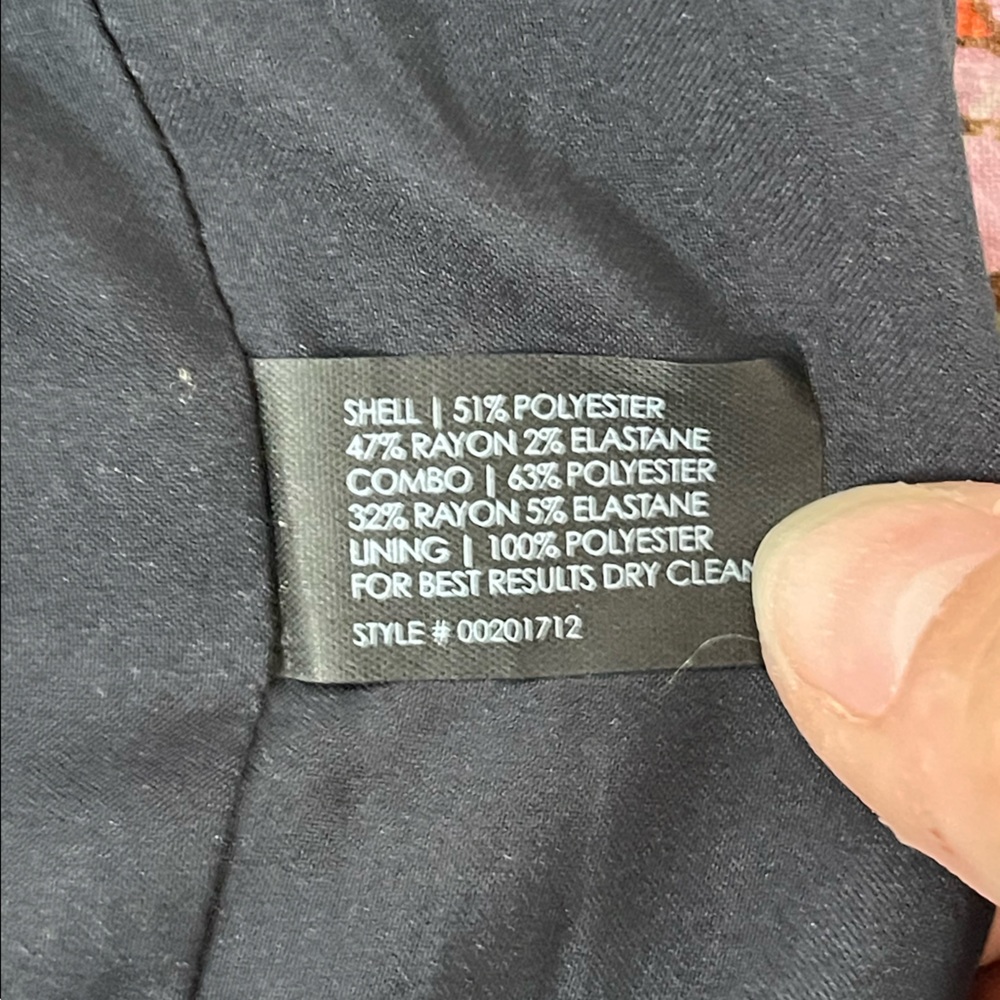 SHELL | 51% POLYESTER
47% RAYON 2% ELASTANE
COMBO | 63% POLYESTER
32% RAYON 5% ELASTANE
LINING | 100% POLYESTER
FOR BEST RESULTS DRY CLEAN
STYLE # 00201712